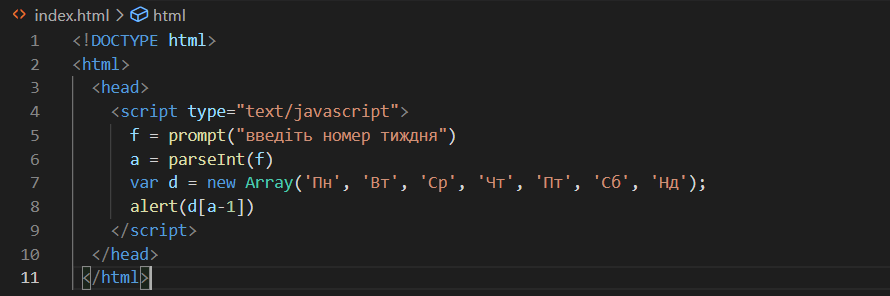 index.html > html
1 <!DOCTYPE html>
2 <html>
3 <head>
4 <script type="text/javascript">
5 f = prompt("введіть номер тиждня")
6 a = parseInt(f)
7 var d = new Array('Пн', 'Вт', 'Ср', 'Чт', 'Пт', 'Сб', 'Нд');
8 alert(d[a-1])
9 </script>
10 </head>
11 </html>